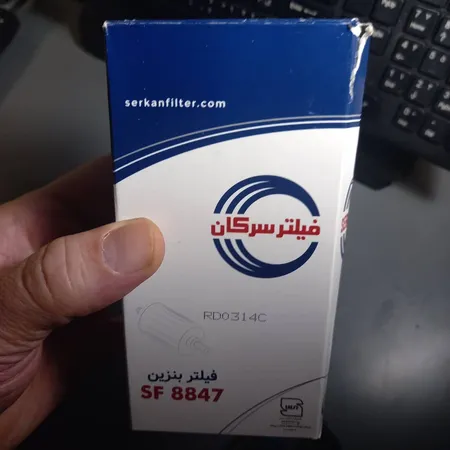 serkanfilter.com
فیلتر سرکان
RD0314C
فیلتر بنزین
SF 8847